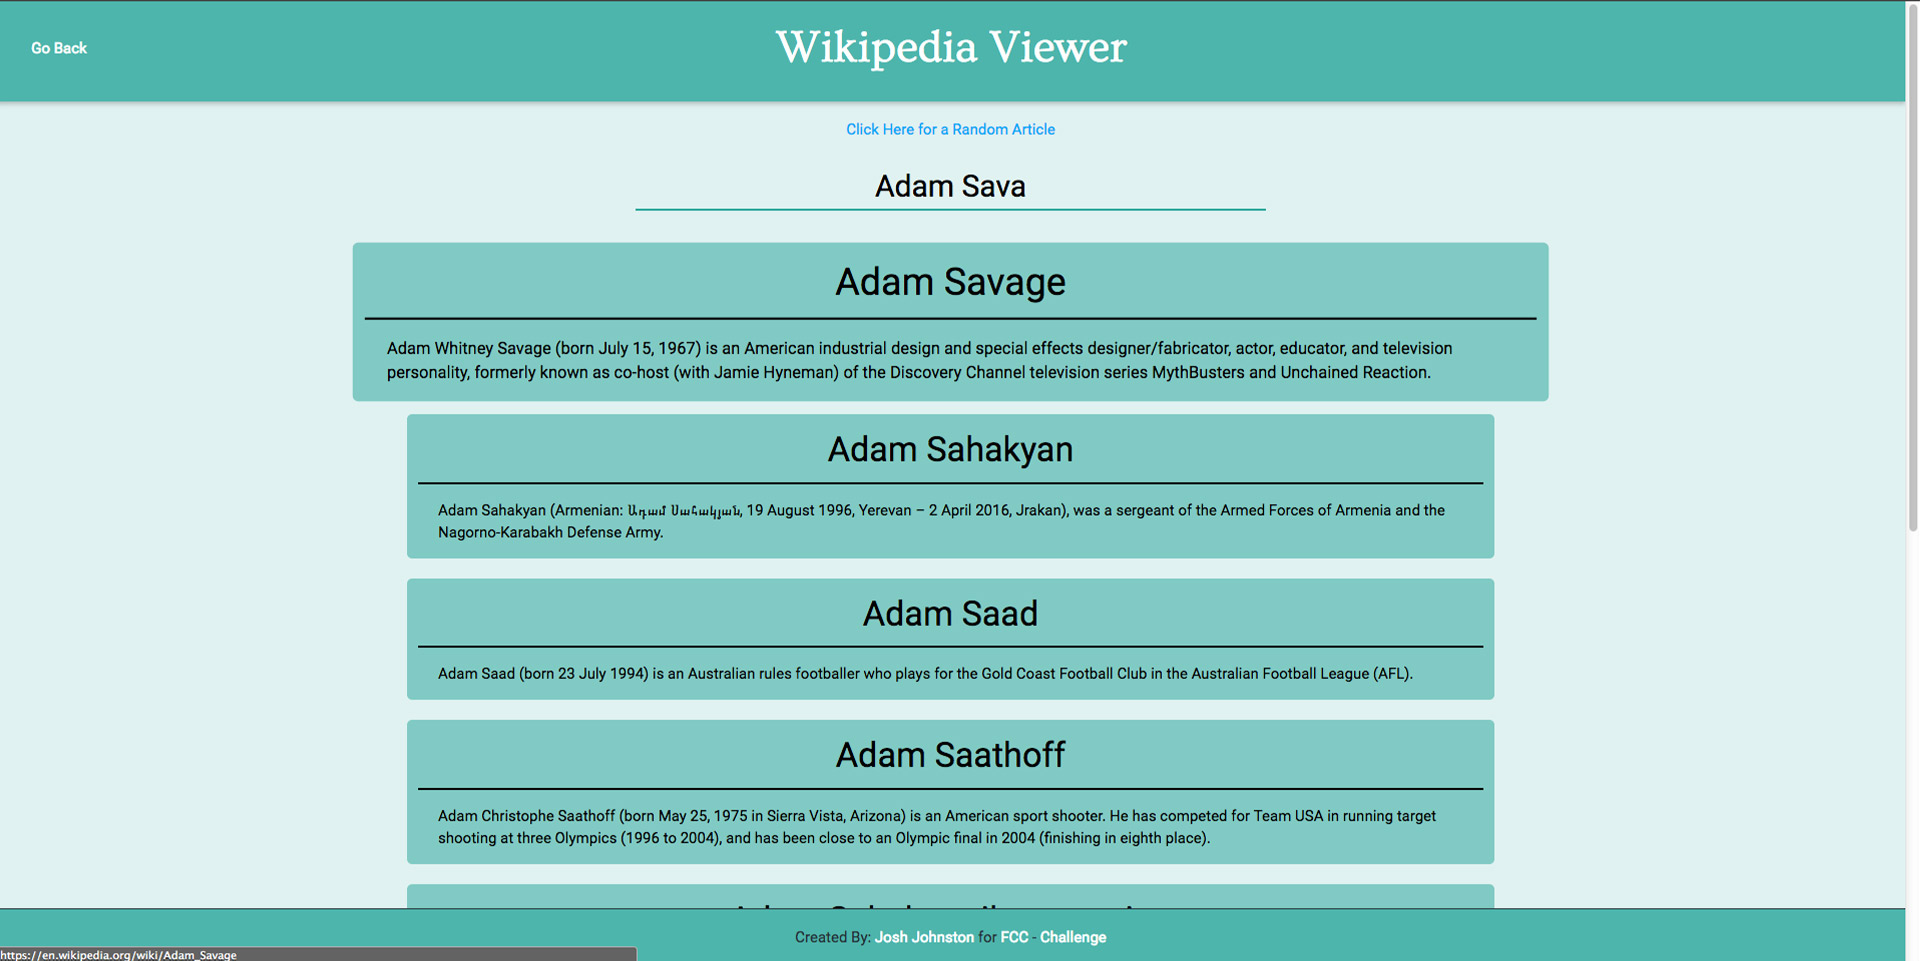 Go Back
Wikipedia Viewer
Click Here for a Random Article
Adam Sava
Adam Savage
Adam Whitney Savage (born July 15, 1967) is an American industrial design and special effects designer/fabricator, actor, educator, and television
personality, formerly known as co-host (with Jamie Hyneman) of the Discovery Channel television series MythBusters and Unchained Reaction.
Adam Sahakyan
Adam Sahakyan (Armenian: Ադամ Սահակյան, 19 August 1996, Yerevan – 2 April 2016, Jrakan), was a sergeant of the Armed Forces of Armenia and the
Nagorno-Karabakh Defense Army.
Adam Saad
Adam Saad (born 23 July 1994) is an Australian rules footballer who plays for the Gold Coast Football Club in the Australian Football League (AFL).
Adam Saathoff
Adam Christophe Saathoff (born May 25, 1975 in Sierra Vista, Arizona) is an American sport shooter. He has competed for Team USA in running target
shooting at three Olympics (1996 to 2004), and has been close to an Olympic final in 2004 (finishing in eighth place).
Created By: Josh Johnston for FCC - Challenge
https://en.wikipedia.org/wiki/Adam_Savage